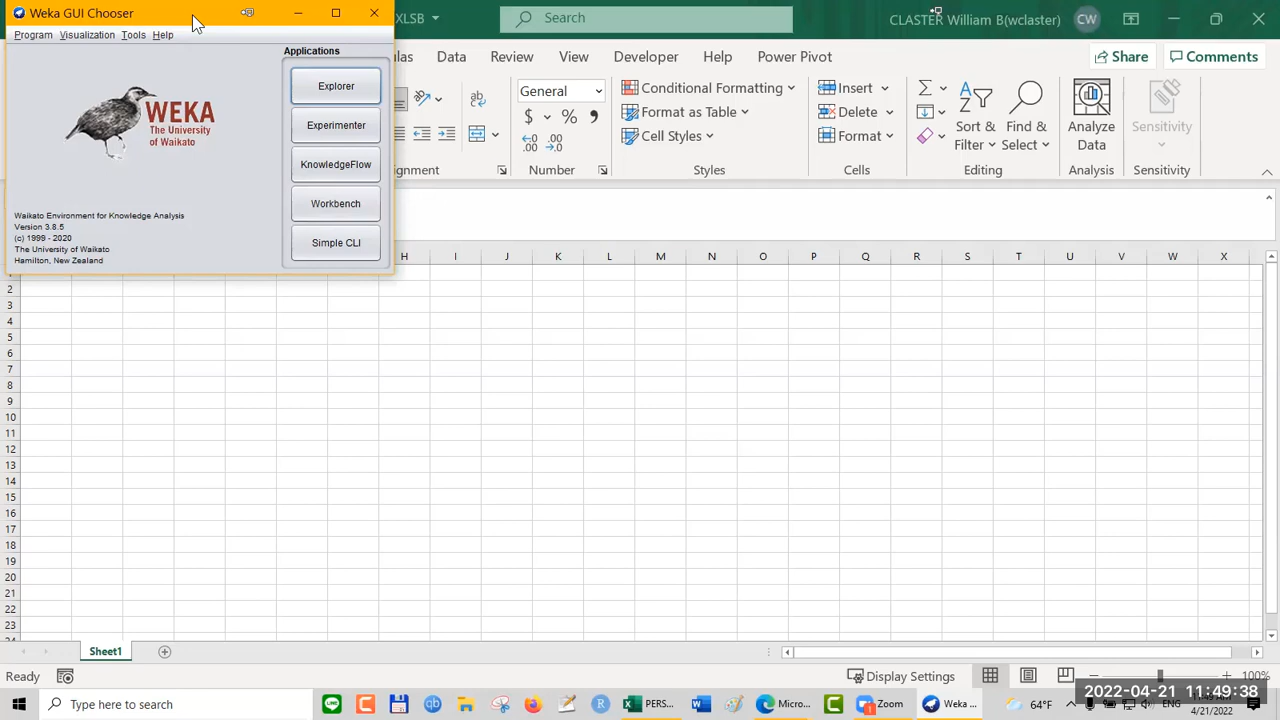 Weka GUI Chooser
XLSB
Search
CLASTER William B(wclaster)
CW
Program Visualization Tools Help
Data Review View Developer Help Power Pivot
Share
Comments
Applications
Explorer
Experimenter
KnowledgeFlow
Workbench
Simple CLI
WEKA
The University
of Waikato
Waikato Environment for Knowledge Analysis
Version 3.8.5
(c) 1999 - 2020
The University of Waikato
Hamilton, New Zealand
General
$ % ,
Number
Conditional Formatting
Format as Table
Cell Styles
Styles
Insert
Delete
Format
Cells
Sort &
Filter
Find &
Select
Editing
Analyze
Data
Analysis
Sensitivity
Sensitivity
H I J K L M N O P Q R S T U V W X
2
3
4
5
6
7
8
9
10
11
12
13
14
15
16
17
18
19
20
21
22
23
Sheet1
Ready
Display Settings
100%
Type here to search
PERS...
Micro...
Zoom
Weka ...
64°F
2022-04-21 11:49:38
4/21/2022